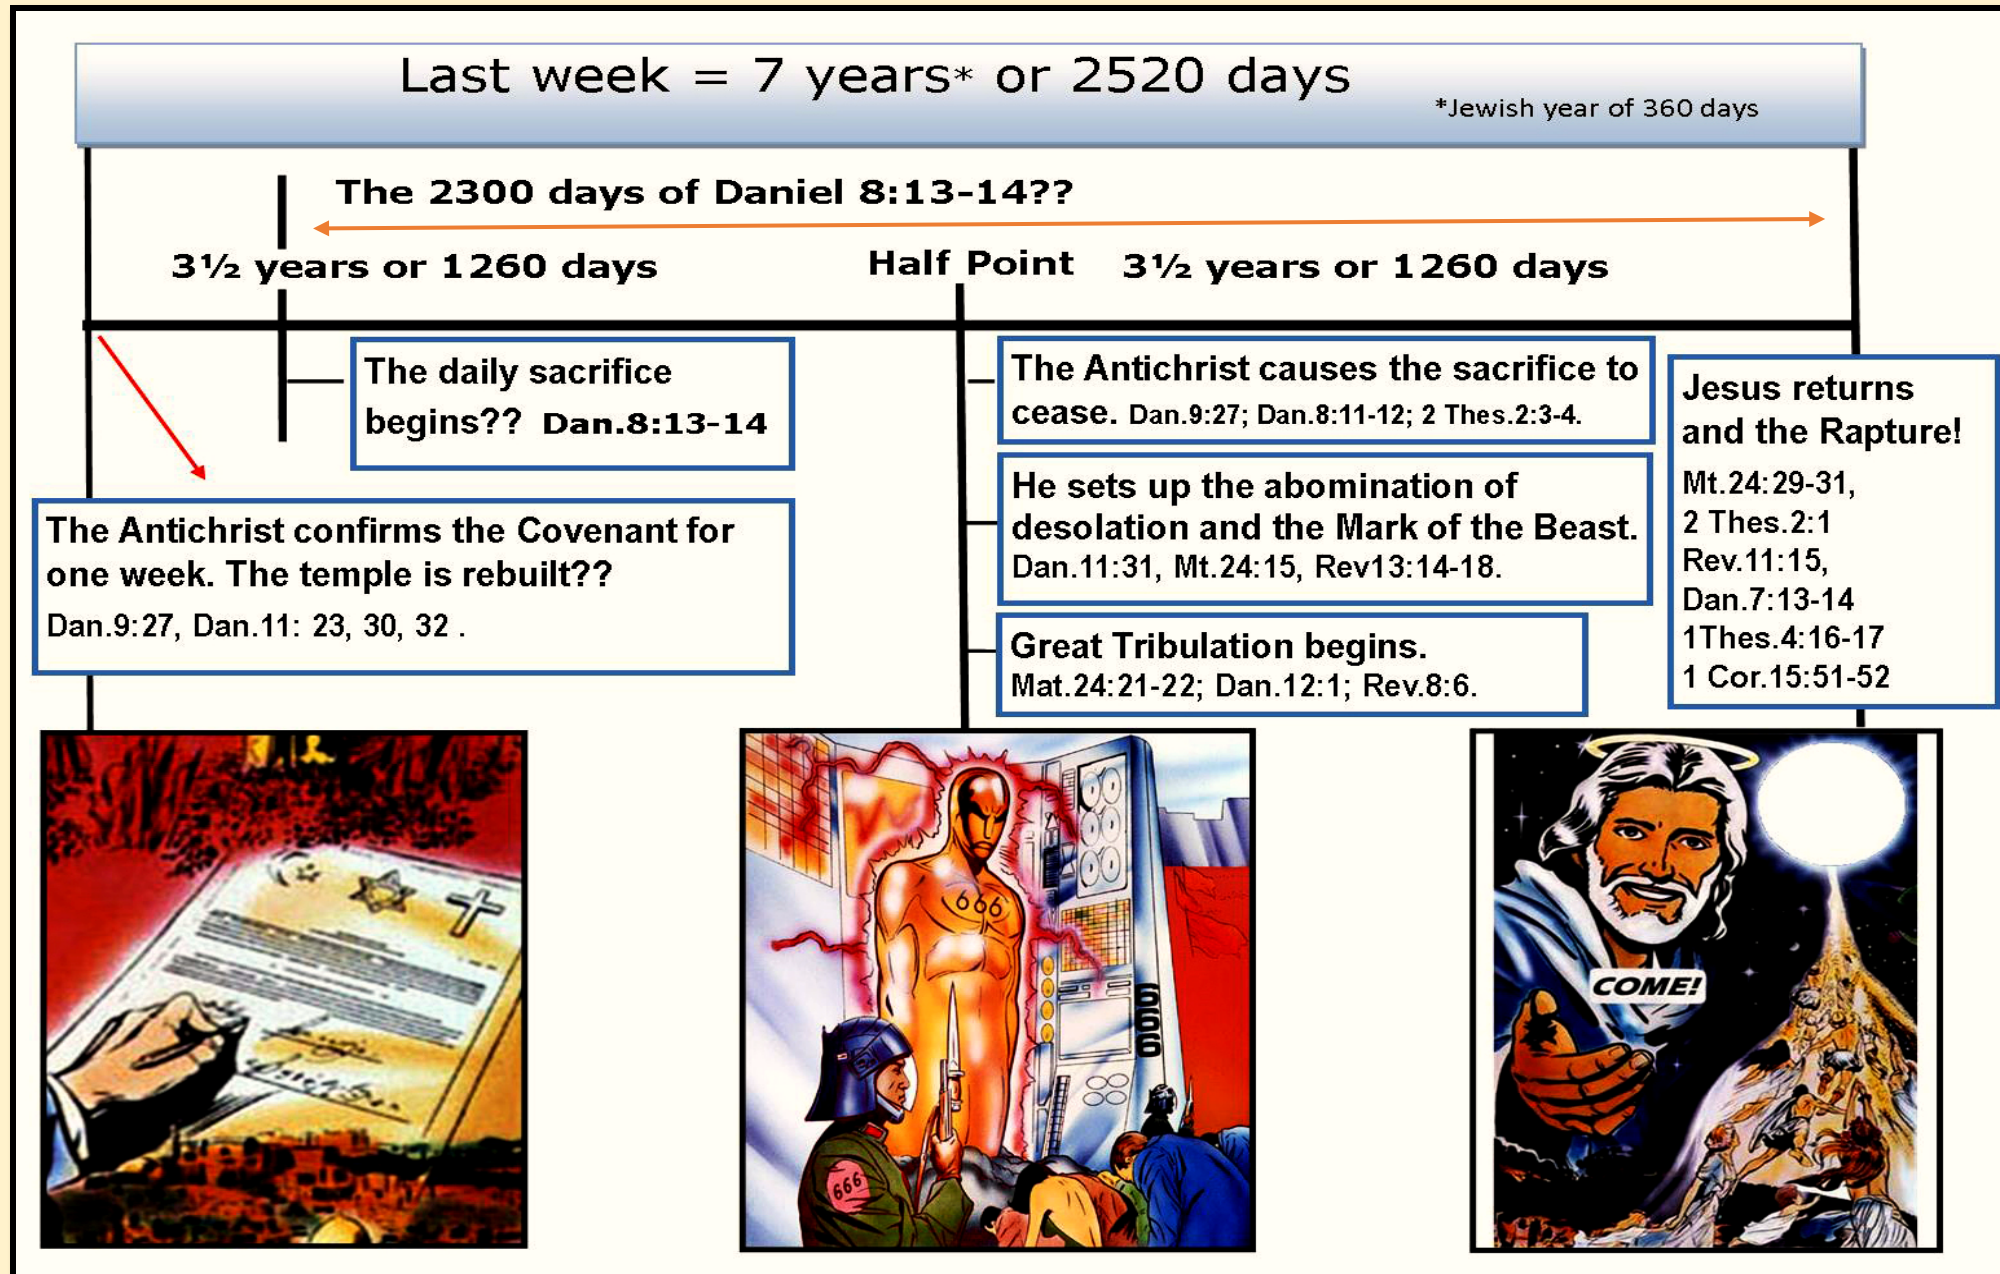 Last week = 7 years* or 2520 days
*Jewish year of 360 days
The 2300 days of Daniel 8:13-14??
3½ years or 1260 days
Half Point
3½ years or 1260 days
The daily sacrifice
begins?? Dan.8:13-14
The Antichrist confirms the Covenant for
one week. The temple is rebuilt??
Dan.9:27, Dan.11: 23, 30, 32 .
The Antichrist causes the sacrifice to
cease. Dan.9:27; Dan.8:11-12; 2 Thes.2:3-4.
He sets up the abomination of
desolation and the Mark of the Beast.
Dan.11:31, Mt.24:15, Rev13:14-18.
Great Tribulation begins.
Mat.24:21-22; Dan.12:1; Rev.8:6.
Jesus returns
and the Rapture!
Mt.24:29-31,
2 Thes.2:1
Rev.11:15,
Dan.7:13-14
1Thes.4:16-17
1 Cor.15:51-52
666
666
666
COME!